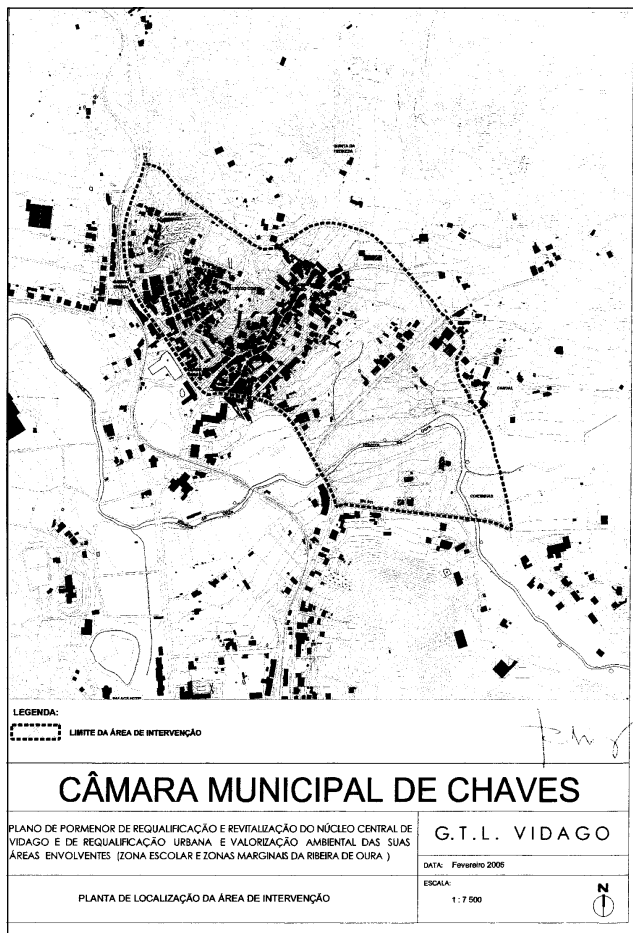 QUINTA DA
LEGENDA:
LIMITE DA ÁREA DE INTERVENÇÃO
CÂMARA MUNICIPAL DE CHAVES
PLANO DE PORMENOR DE REQUALIFICAÇÃO E REVITALIZAÇÃO DO NÚCLEO CENTRAL DE
VIDAGO E DE REQUALIFICAÇÃO URBANA E VALORIZAÇÃO AMBIENTAL DAS SUAS
ÁREAS ENVOLVENTES (ZONA ESCOLAR E ZONAS MARGINAIS DA RIBEIRA DE OURA )
G.T.L. VIDAGO
DATA: Fevereiro 2005
ESCALA:
1 : 7 500
N
PLANTA DE LOCALIZAÇÃO DA ÁREA DE INTERVENÇÃO